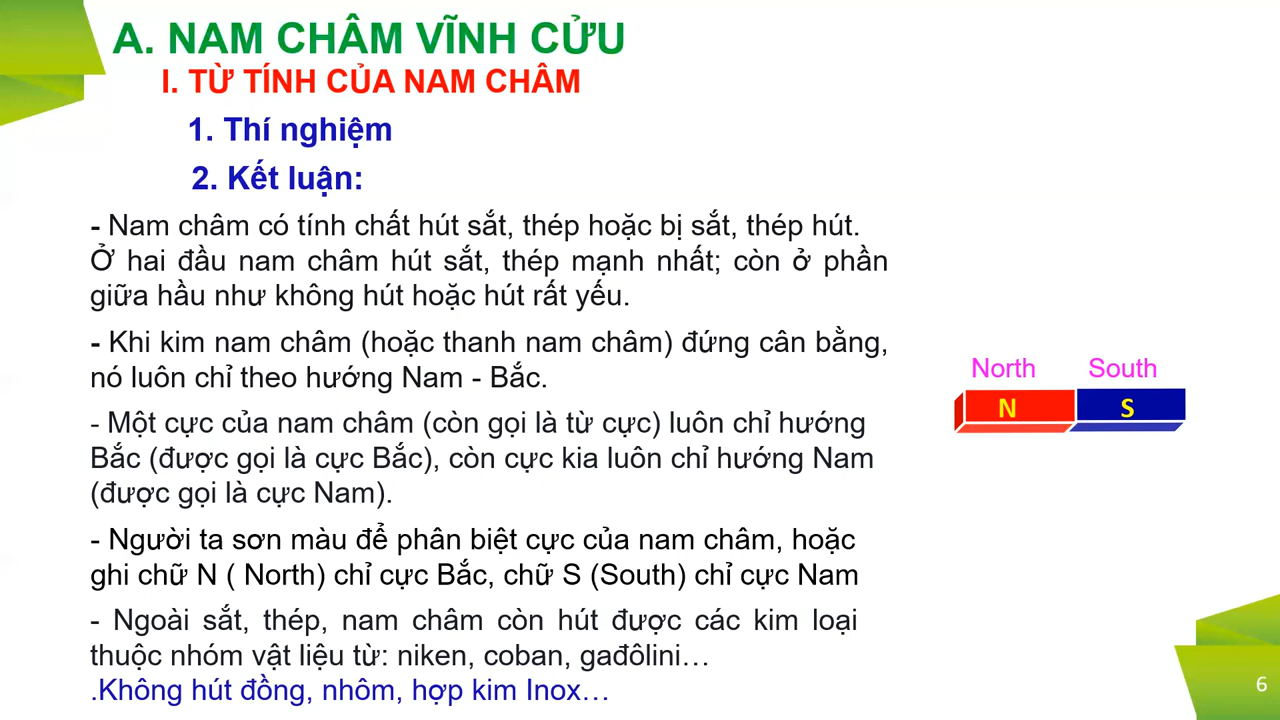 A. NAM CHÂM VĨNH CỬU
I. TỪ TÍNH CỦA NAM CHÂM
1. Thí nghiệm
2. Kết luận:
- Nam châm có tính chất hút sắt, thép hoặc bị sắt, thép hút.
Ở hai đầu nam châm hút sắt, thép mạnh nhất; còn ở phần
giữa hầu như không hút hoặc hút rất yếu.
- Khi kim nam châm (hoặc thanh nam châm) đứng cân bằng,
nó luôn chỉ theo hướng Nam - Bắc.
- Một cực của nam châm (còn gọi là từ cực) luôn chỉ hướng
Bắc (được gọi là cực Bắc), còn cực kia luôn chỉ hướng Nam
(được gọi là cực Nam).
- Người ta sơn màu để phân biệt cực của nam châm, hoặc
ghi chữ N ( North) chỉ cực Bắc, chữ S (South) chỉ cực Nam
- Ngoài sắt, thép, nam châm còn hút được các kim loại
thuộc nhóm vật liệu từ: niken, coban, gađôlini…
.Không hút đồng, nhôm, hợp kim Inox…
North South
N S
6